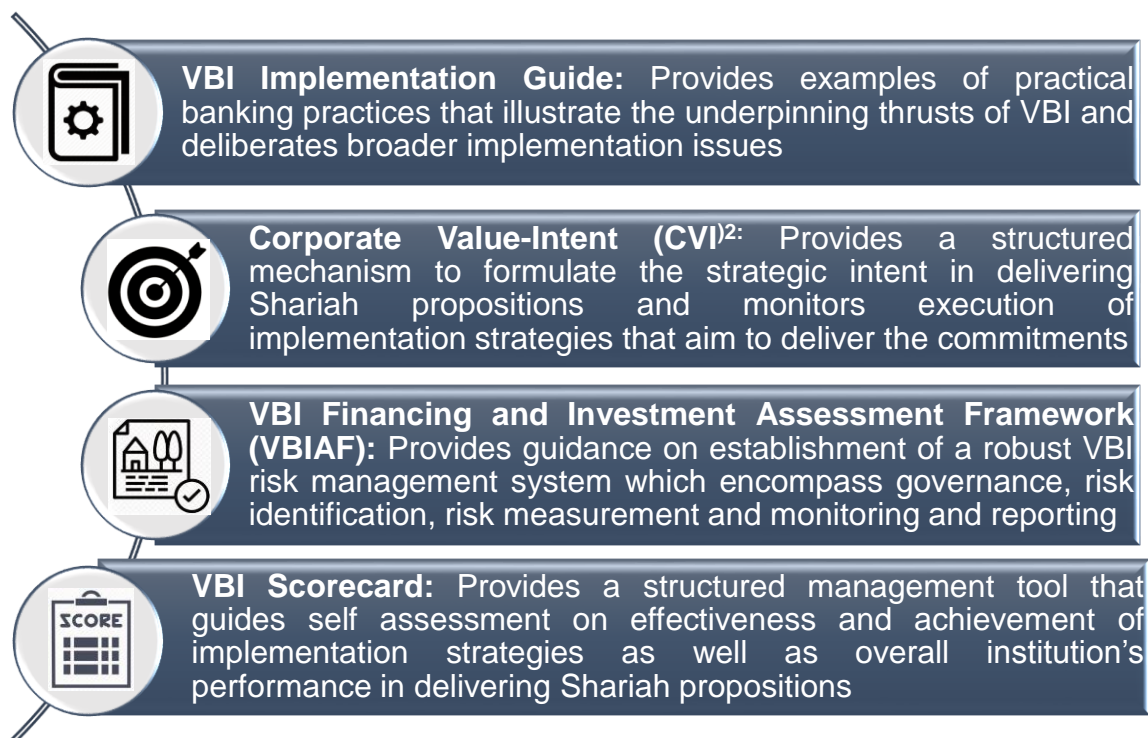 VBI Implementation Guide: Provides examples of practical
banking practices that illustrate the underpinning thrusts of VBI and
deliberates broader implementation issues
Corporate Value-Intent (CVI)2: Provides a structured
mechanism to formulate the strategic intent in delivering
Shariah propositions and monitors execution of
implementation strategies that aim to deliver the commitments
VBI Financing and Investment Assessment Framework
(VBIAF): Provides guidance on establishment of a robust VBI
risk management system which encompass governance, risk
identification, risk measurement and monitoring and reporting
SCORE
VBI Scorecard: Provides a structured management tool that
guides self assessment on effectiveness and achievement of
implementation strategies as well as overall institution's
performance in delivering Shariah propositions